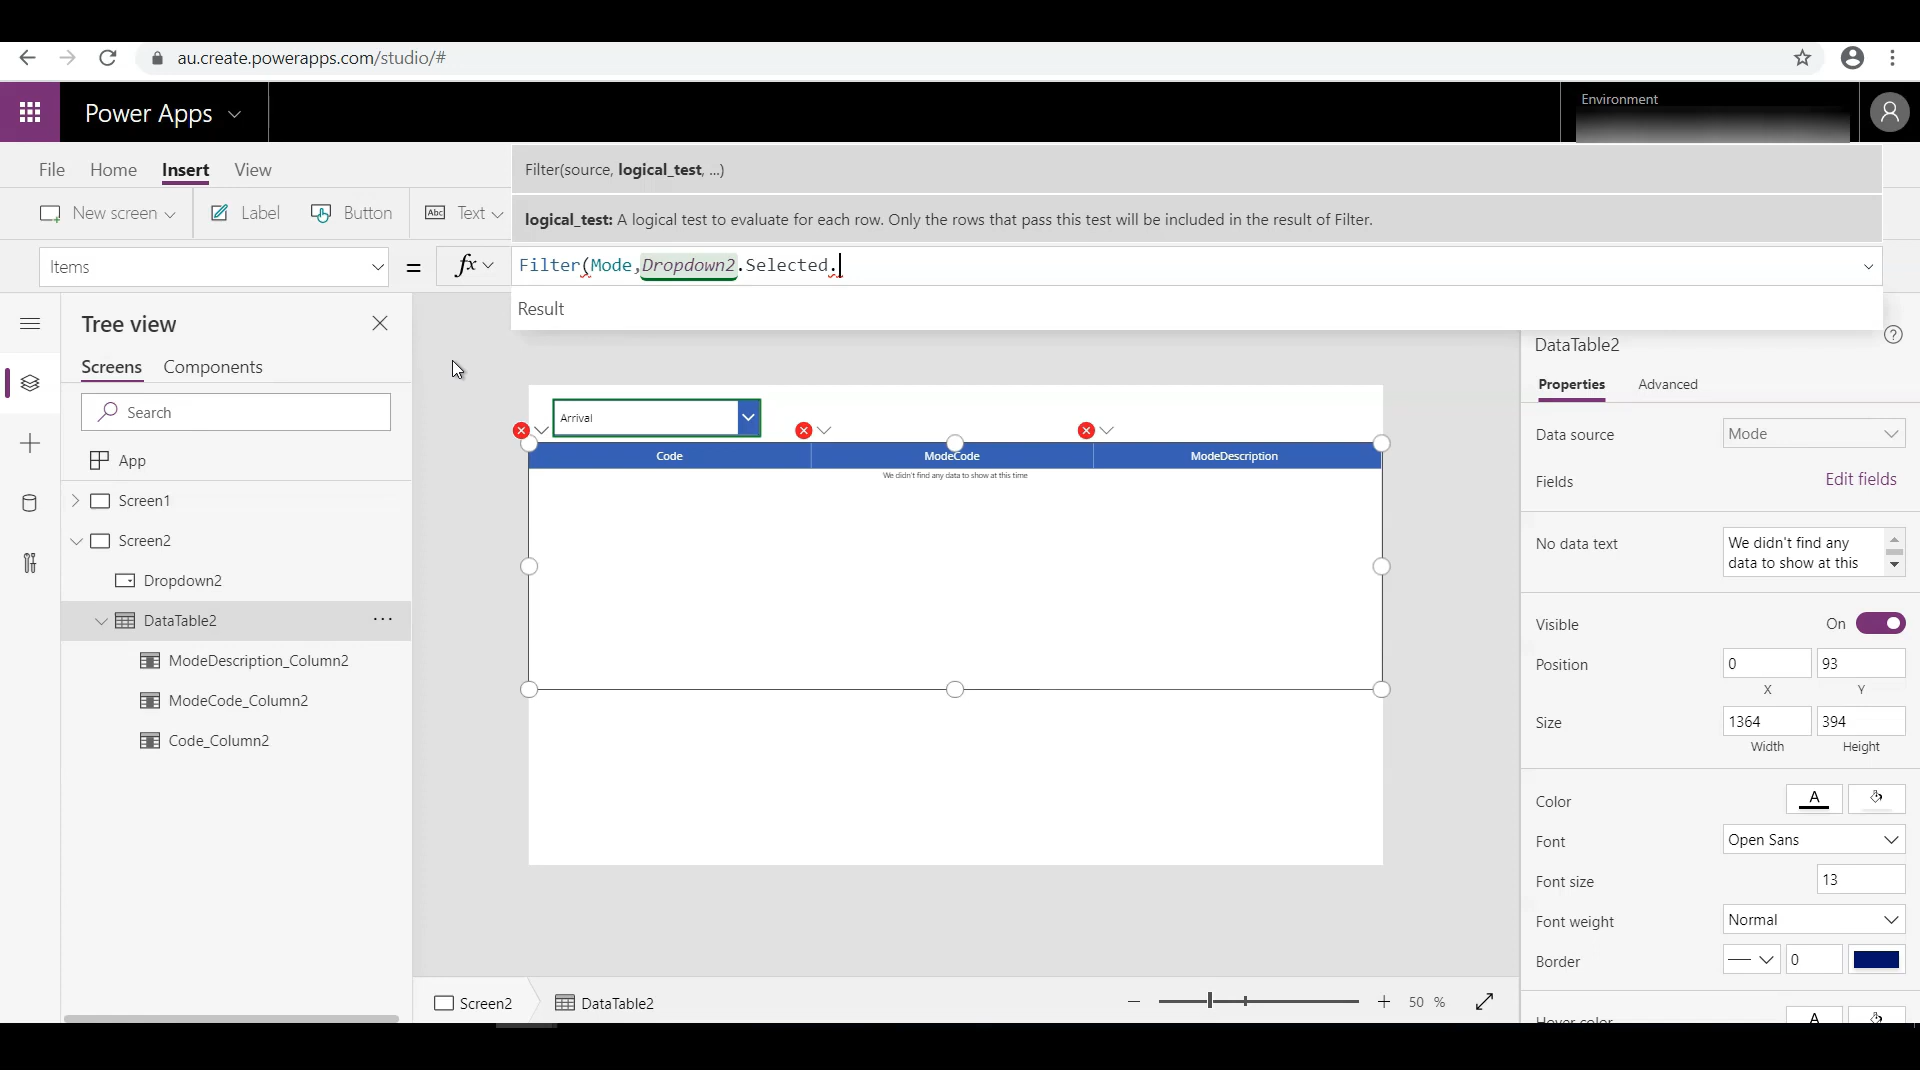 au.create.powerapps.com/studio/#
Power Apps
Environment
File Home Insert View
Filter(source, logical_test, ...)
New screen Label Button Abc Text
logical_test: A logical test to evaluate for each row. Only the rows that pass this test will be included in the result of Filter.
Items = fx Filter(Mode,Dropdown2.Selected.
Result
Tree view
Screens Components
Search
App
Screen1
Screen2
Dropdown2
DataTable2 ...
ModeDescription_Column2
ModeCode_Column2
Code_Column2
Arrival
Code ModeCode ModeDescription
We didn't find any data to show at this time
DataTable2
Properties Advanced
Data source Mode
Fields Edit fields
No data text We didn't find any
data to show at this
Visible On
Position 0 93
X Y
Size 1364 394
Width Height
Color A
Font Open Sans
Font size 13
Font weight Normal
Border 0
Hover color A
Screen2 DataTable2 50 %